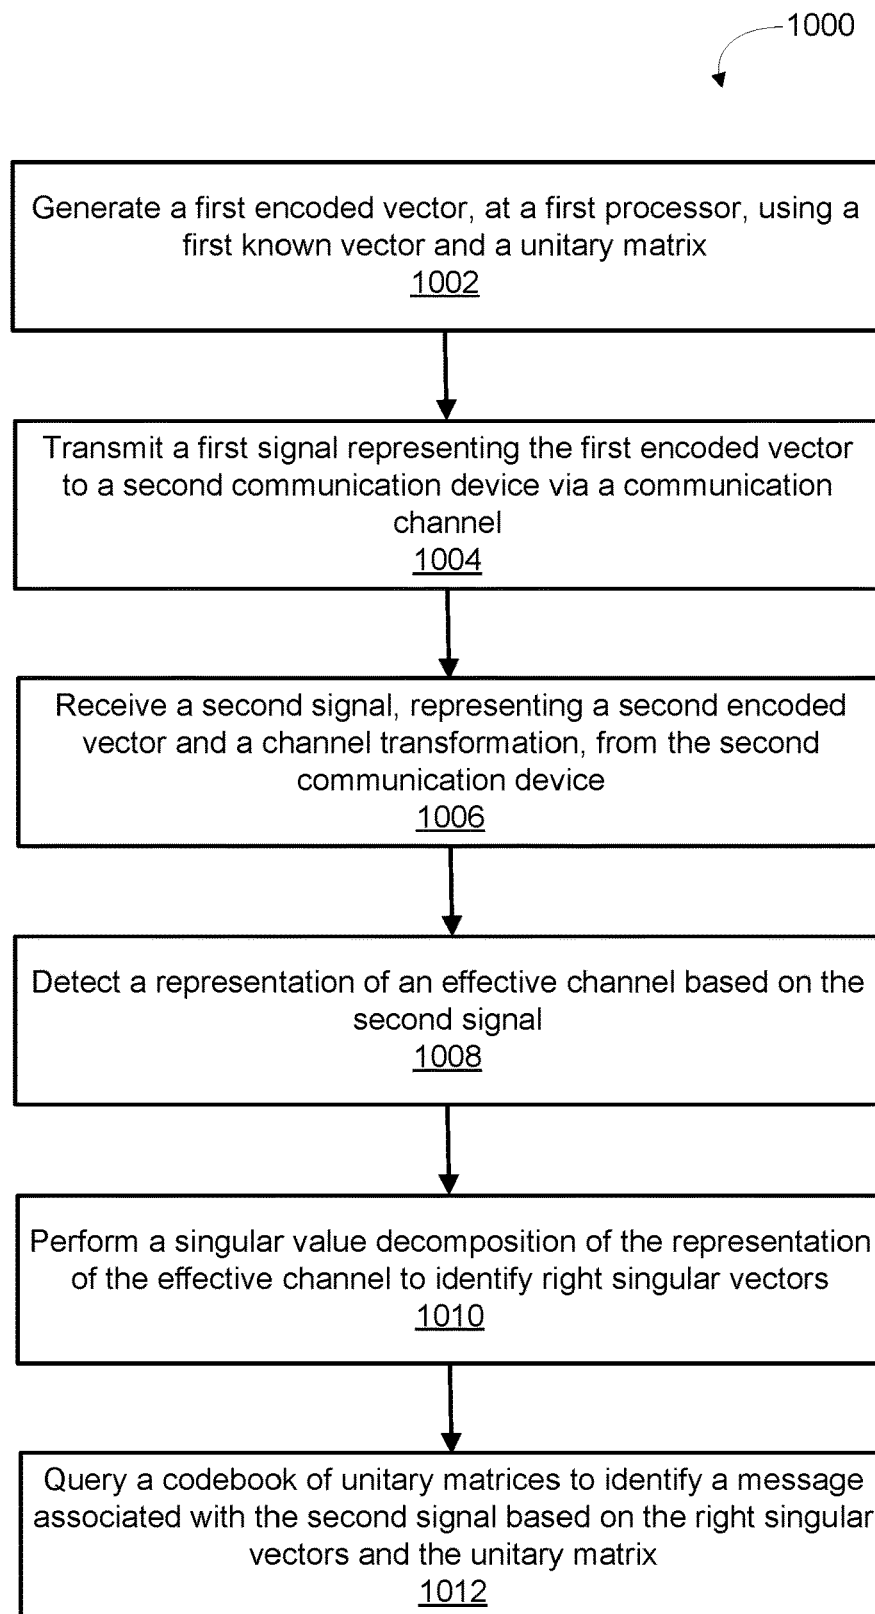 1000
Generate a first encoded vector, at a first processor, using a
first known vector and a unitary matrix
1002
Transmit a first signal representing the first encoded vector
to a second communication device via a communication
channel
1004
Receive a second signal, representing a second encoded
vector and a channel transformation, from the second
communication device
1006
Detect a representation of an effective channel based on the
second signal
1008
Perform a singular value decomposition of the representation
of the effective channel to identify right singular vectors
1010
Query a codebook of unitary matrices to identify a message
associated with the second signal based on the right singular
vectors and the unitary matrix
1012